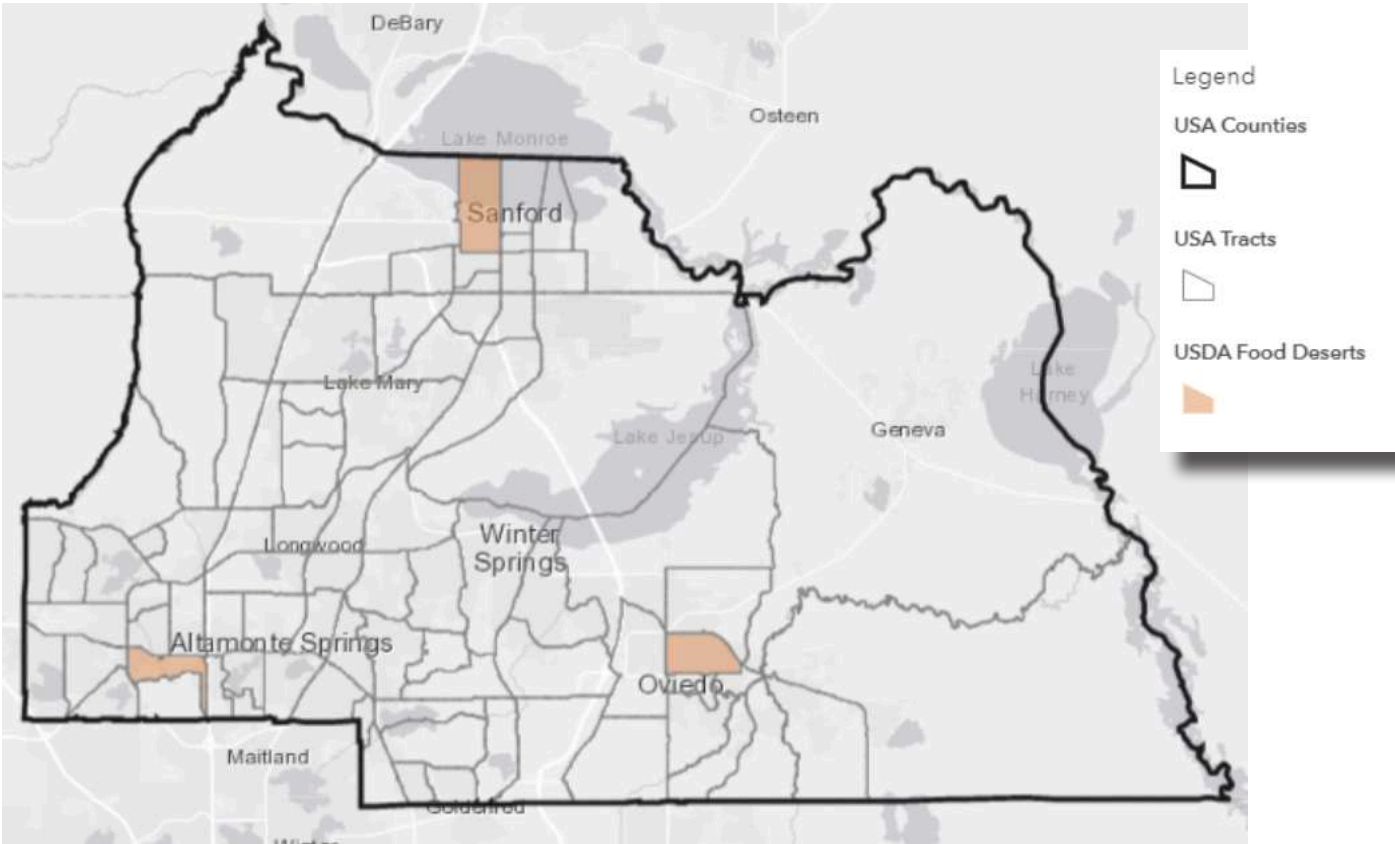 DeBary
Osteen
Lake Monroe
Sanford
Lake Mary
Lake Jesup
Geneva
Lake
Harney
Winter
Springs
Longwood
Altamonte Springs
Oviedo
Maitland
Goldenrod
Winter
Legend
USA Counties
USA Tracts
USDA Food Deserts